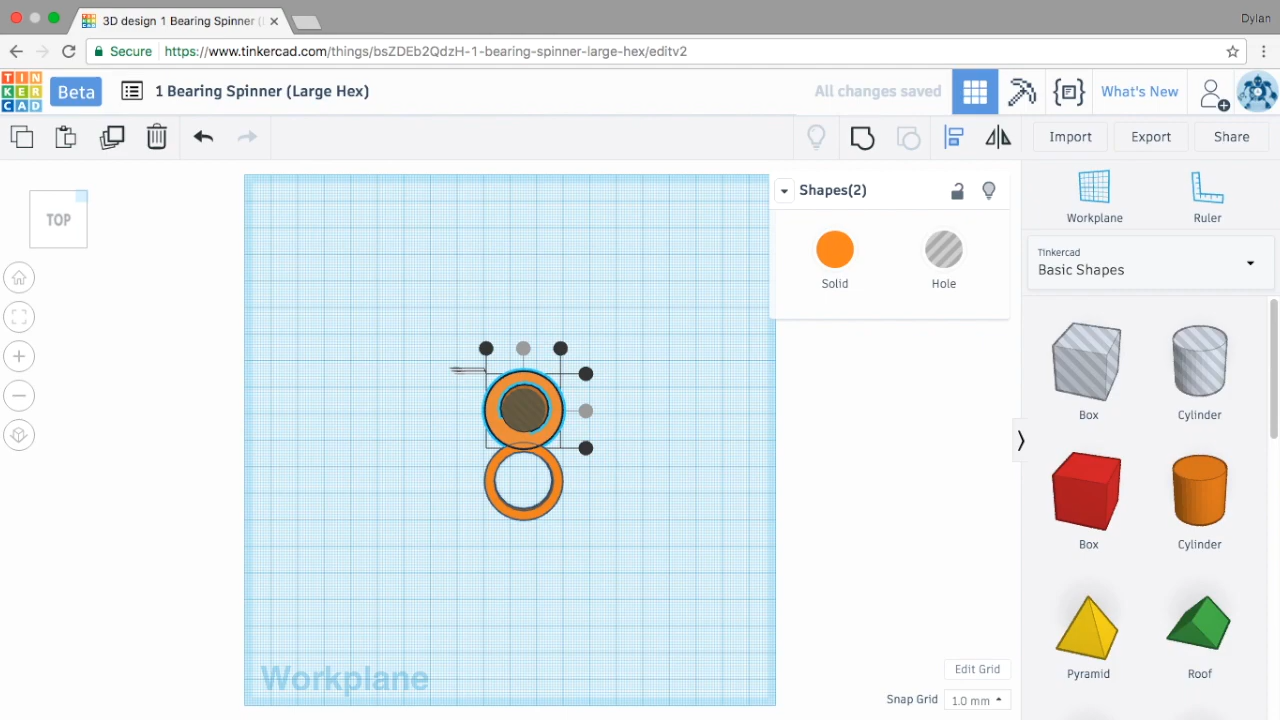 3D design 1 Bearing Spinner (
Dylan
Secure
https://www.tinkercad.com/things/bsZDEb2QdzH-1-bearing-spinner-large-hex/editv2
TIN
KER
CAD
Beta
1 Bearing Spinner (Large Hex)
All changes saved
What's New
Import
Export
Share
TOP
Shapes(2)
Solid
Hole
Workplane
Ruler
Tinkercad
Basic Shapes
Box
Cylinder
Box
Cylinder
Pyramid
Roof
Workplane
Edit Grid
Snap Grid
1.0 mm